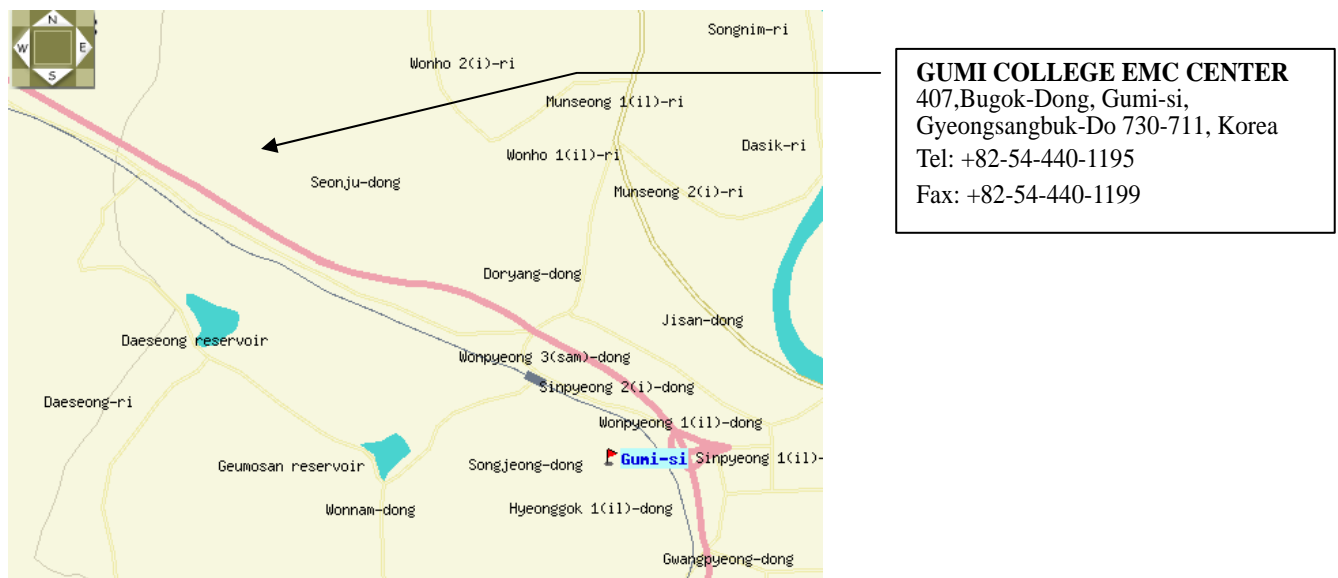 N
W E
S
Songnim-ri
Wonho 2(i)-ri
Munseong 1(il)-ri
Dasik-ri
Wonho 1(il)-ri
Seonju-dong
Munseong 2(i)-ri
Doryang-dong
Jisan-dong
Daeseong reservoir
Wonpyeong 3(sam)-dong
Sinpyeong 2(i)-dong
Daeseong-ri
Wonpyeong 1(il)-dong
Gumi-si
Sinpyeong 1(il)-
Geumosan reservoir
Songjeong-dong
Wonnam-dong
Hyeonggok 1(il)-dong
Gwangpyeong-dong
GUMI COLLEGE EMC CENTER
407,Bugok-Dong, Gumi-si,
Gyeongsangbuk-Do 730-711, Korea
Tel: +82-54-440-1195
Fax: +82-54-440-1199